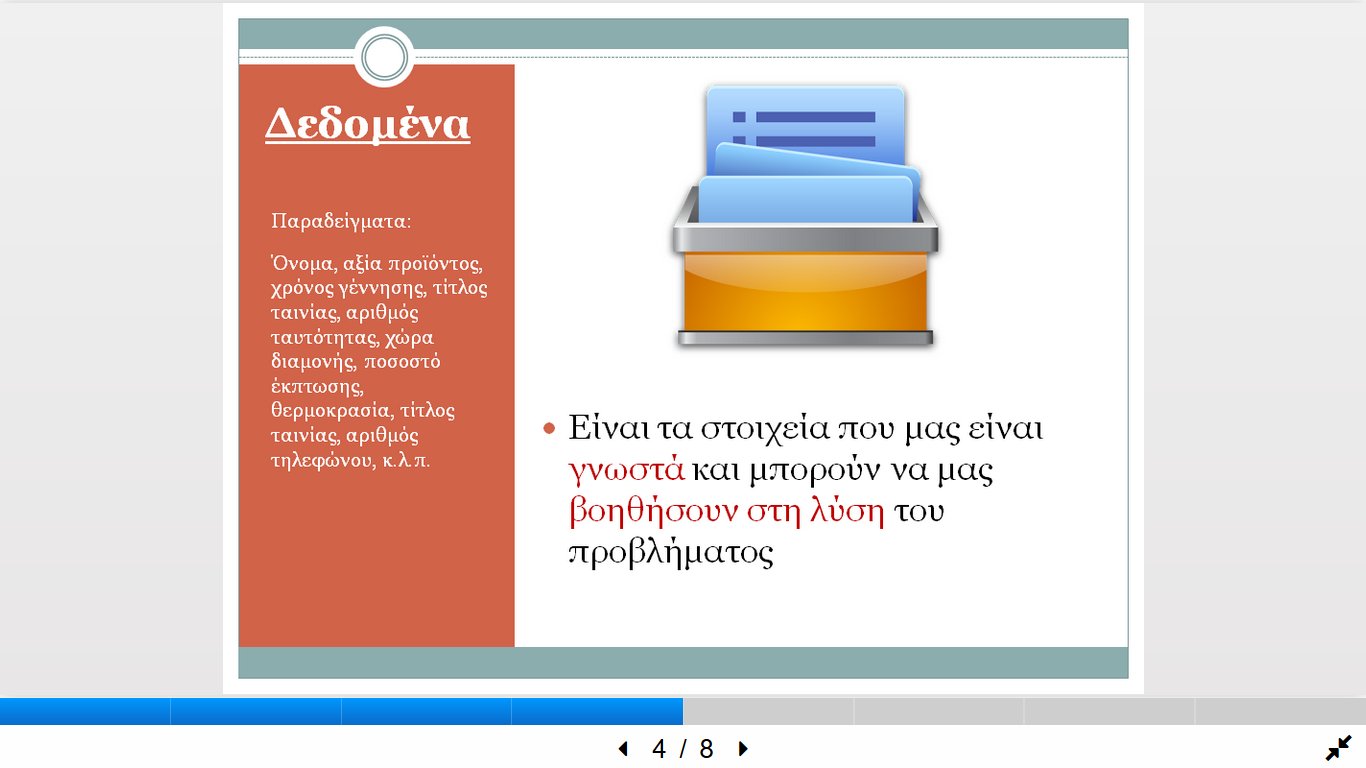 Δεδομένα
Παραδείγματα:
Όνομα, αξία προϊόντος,
χρόνος γέννησης, τίτλος
ταινίας, αριθμός
ταυτότητας, χώρα
διαμονής, ποσοστό
έκπτωσης,
θερμοκρασία, τίτλος
ταινίας, αριθμός
τηλεφώνου, κ.λ.π.
Είναι τα στοιχεία που μας είναι
γνωστά και μπορούν να μας
βοηθήσουν στη λύση του
προβλήματος
4 / 8